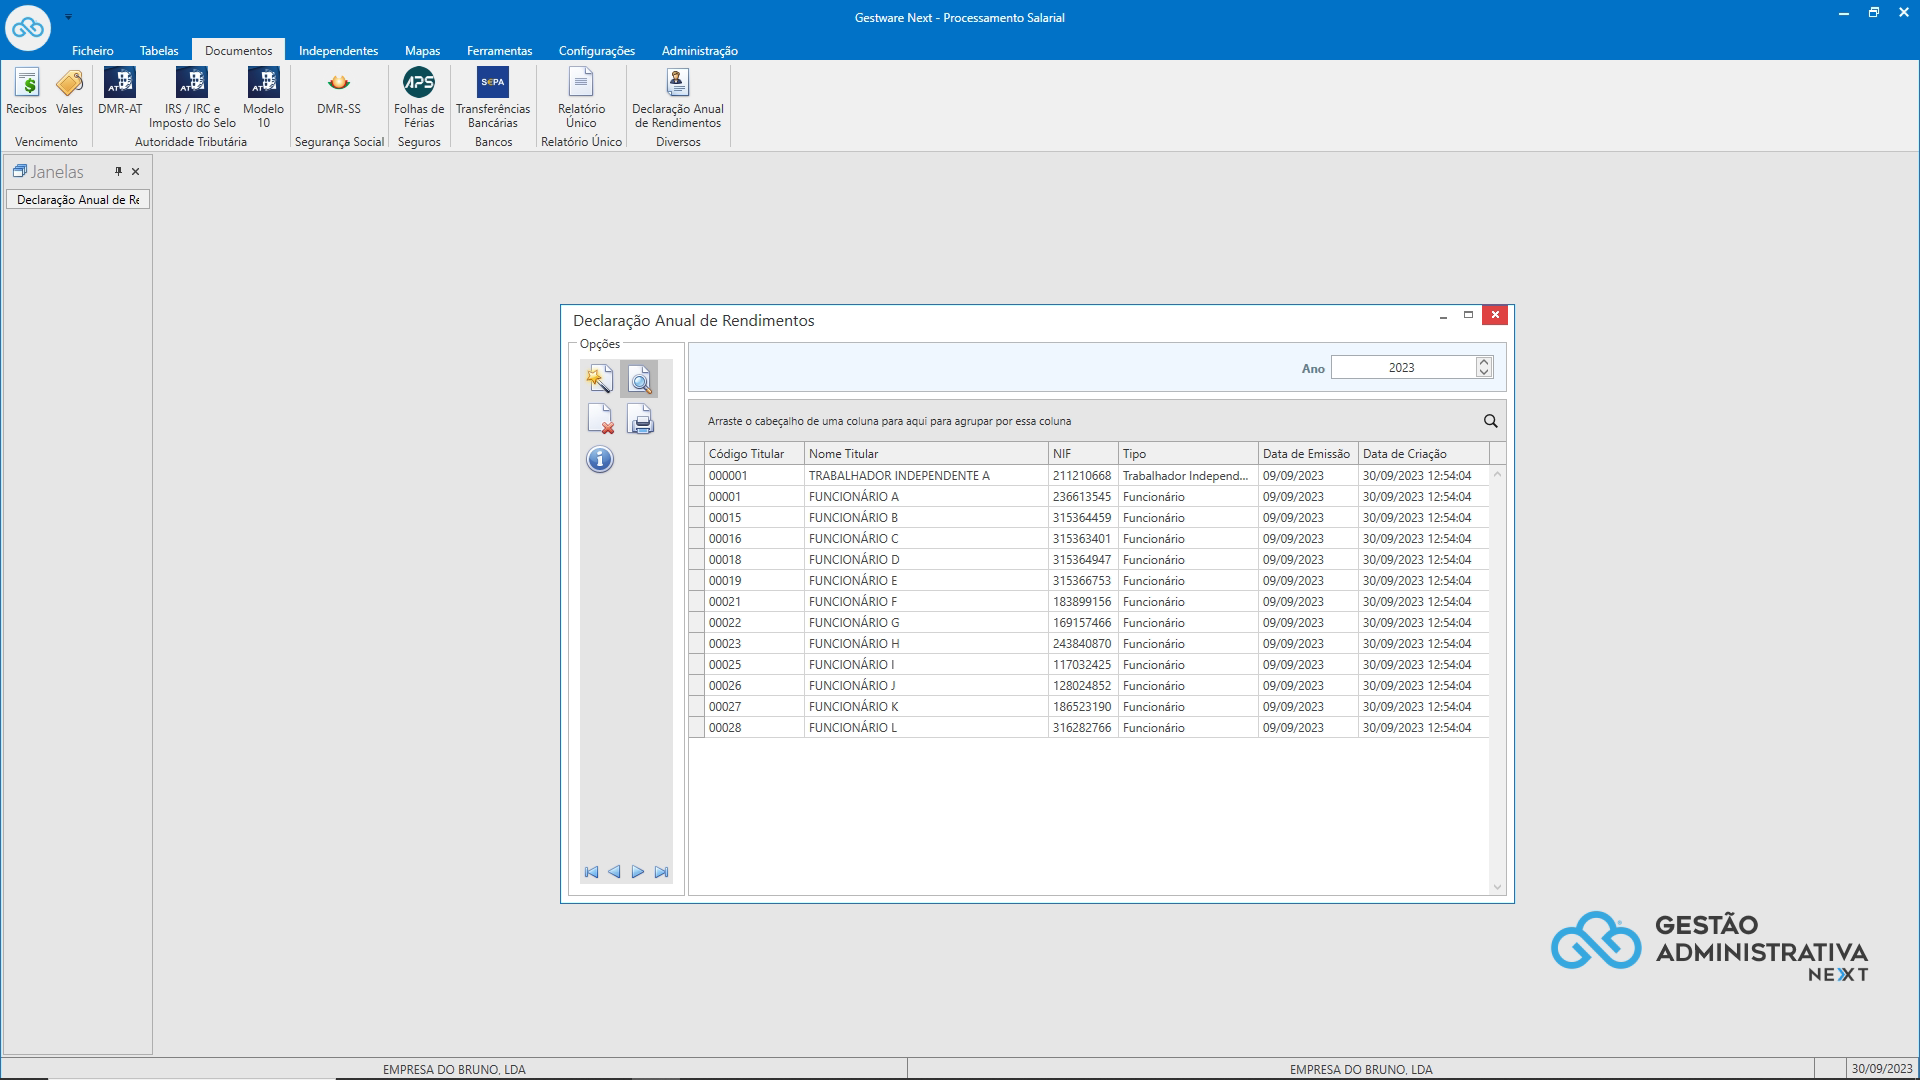 Gestware Next - Processamento Salarial
Ficheiro Tabelas Documentos Independentes Mapas Ferramentas Configurações Administração
Recibos Vales
Vencimento
DMR-AT
IRS / IRC e
Imposto do Selo
Modelo
10
Autoridade Tributária
DMR-SS
Segurança Social
APS
Folhas de
Férias
Seguros
S€PA
Transferências
Bancárias
Bancos
Relatório
Único
Relatório Único
Declaração Anual
de Rendimentos
Diversos
Janelas
Declaração Anual de Re
Declaração Anual de Rendimentos
Opções
Ano 2023
Arraste o cabeçalho de uma coluna para aqui para agrupar por essa coluna
Código Titular Nome Titular NIF Tipo Data de Emissão Data de Criação
000001 TRABALHADOR INDEPENDENTE A 211210668 Trabalhador Independ... 09/09/2023 30/09/2023 12:54:04
00001 FUNCIONÁRIO A 236613545 Funcionário 09/09/2023 30/09/2023 12:54:04
00015 FUNCIONÁRIO B 315364459 Funcionário 09/09/2023 30/09/2023 12:54:04
00016 FUNCIONÁRIO C 315363401 Funcionário 09/09/2023 30/09/2023 12:54:04
00018 FUNCIONÁRIO D 315364947 Funcionário 09/09/2023 30/09/2023 12:54:04
00019 FUNCIONÁRIO E 315366753 Funcionário 09/09/2023 30/09/2023 12:54:04
00021 FUNCIONÁRIO F 183899156 Funcionário 09/09/2023 30/09/2023 12:54:04
00022 FUNCIONÁRIO G 169157466 Funcionário 09/09/2023 30/09/2023 12:54:04
00023 FUNCIONÁRIO H 243840870 Funcionário 09/09/2023 30/09/2023 12:54:04
00025 FUNCIONÁRIO I 117032425 Funcionário 09/09/2023 30/09/2023 12:54:04
00026 FUNCIONÁRIO J 128024852 Funcionário 09/09/2023 30/09/2023 12:54:04
00027 FUNCIONÁRIO K 186523190 Funcionário 09/09/2023 30/09/2023 12:54:04
00028 FUNCIONÁRIO L 316282766 Funcionário 09/09/2023 30/09/2023 12:54:04
GESTÃO
ADMINISTRATIVA
NEXT
EMPRESA DO BRUNO, LDA EMPRESA DO BRUNO, LDA 30/09/2023